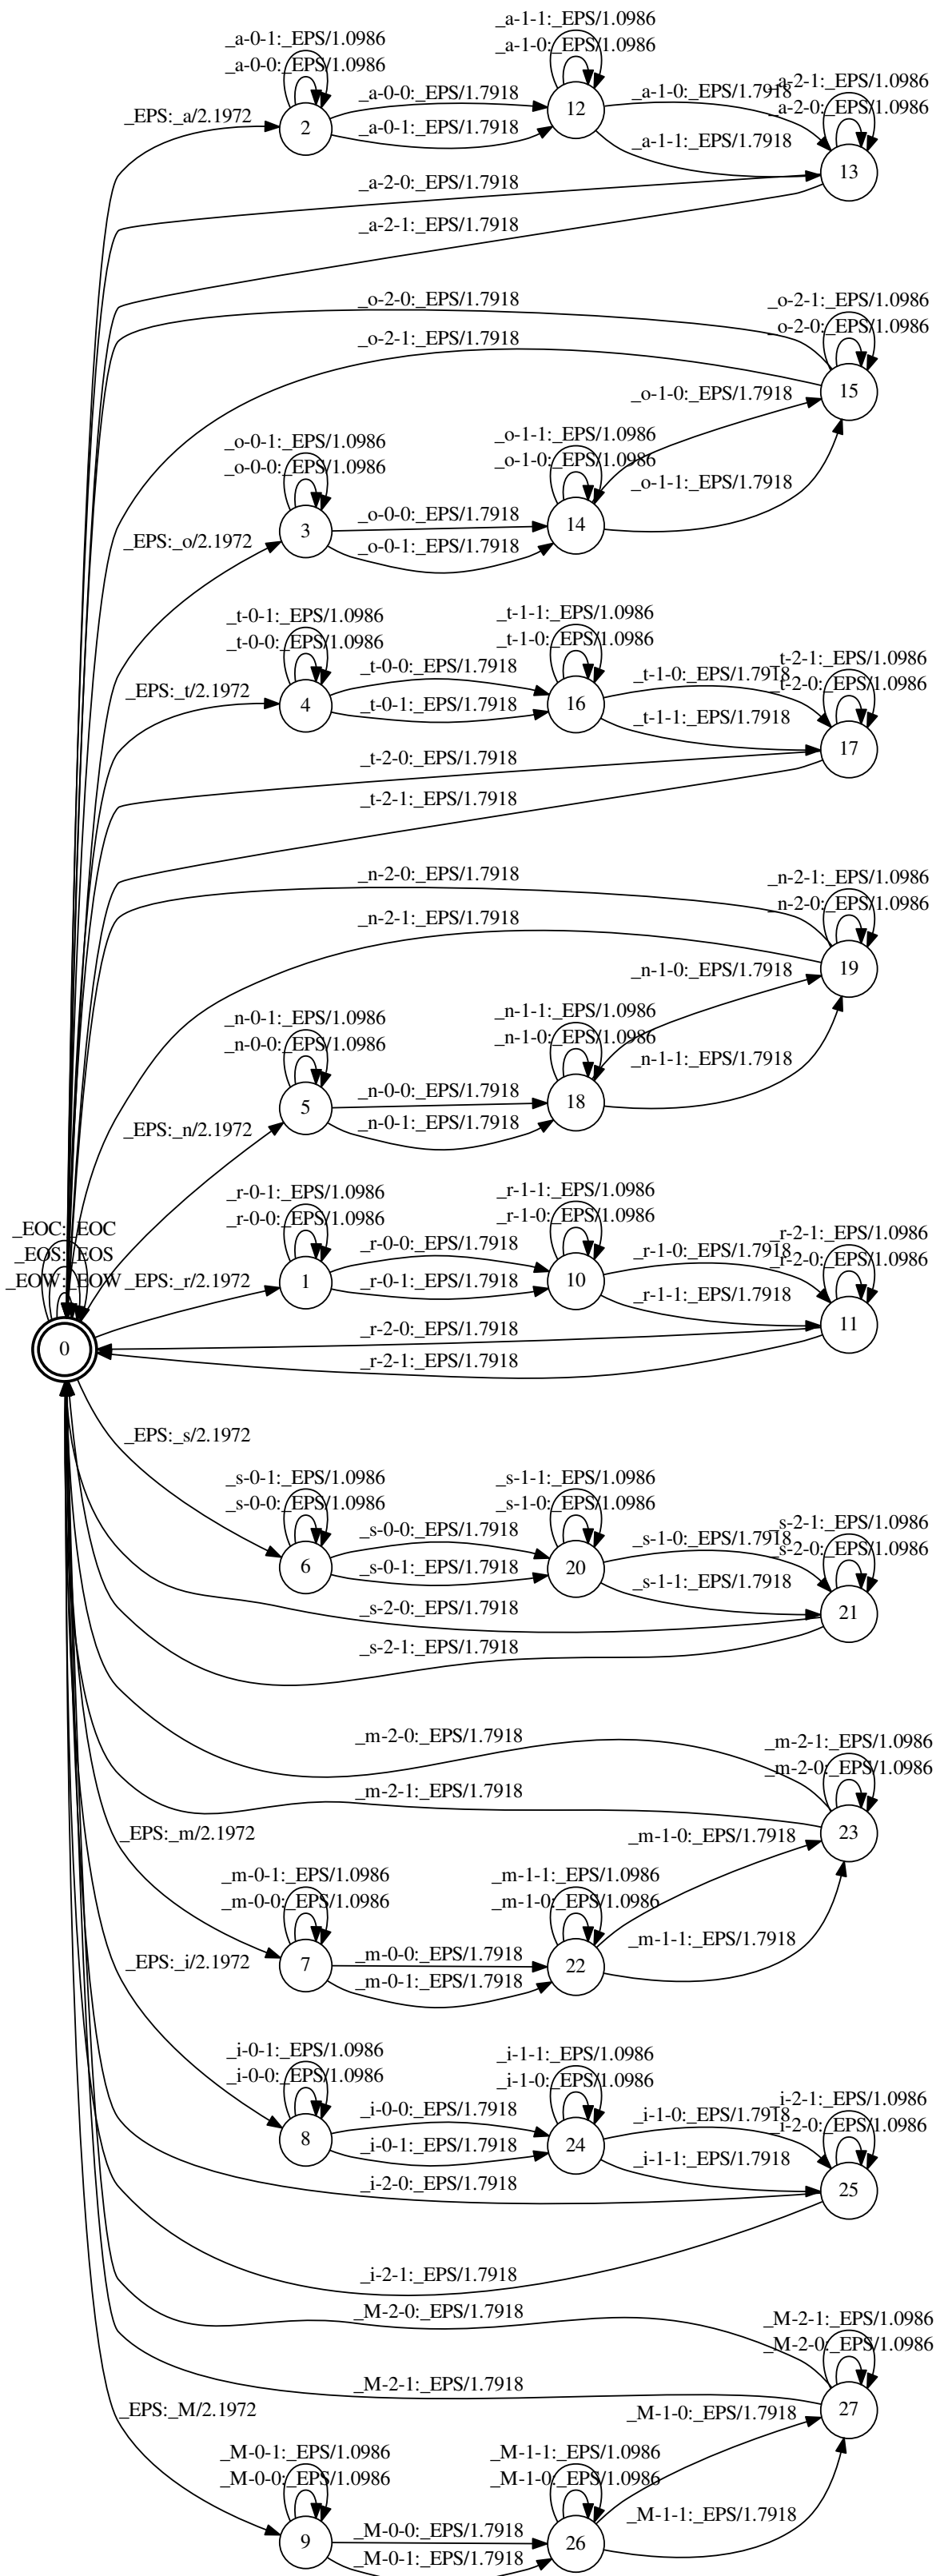 _a-0-1:_EPS/1.0986
_a-0-0:_EPS/1.0986
_a-1-1:_EPS/1.0986
_a-1-0:_EPS/1.0986
_EPS:_a/2.1972
2
_a-0-0:_EPS/1.7918
_a-0-1:_EPS/1.7918
12
_a-1-0:_EPS/1.7918
_a-1-1:_EPS/1.7918
_a-2-1:_EPS/1.0986
_a-2-0:_EPS/1.0986
13
_a-2-0:_EPS/1.7918
_a-2-1:_EPS/1.7918
_o-2-0:_EPS/1.7918
_o-2-1:_EPS/1.7918
_o-2-1:_EPS/1.0986
_o-2-0:_EPS/1.0986
15
_o-0-1:_EPS/1.0986
_o-0-0:_EPS/1.0986
_o-1-1:_EPS/1.0986
_o-1-0:_EPS/1.0986
_o-1-0:_EPS/1.7918
_o-1-1:_EPS/1.7918
_EPS:_o/2.1972
3
_o-0-0:_EPS/1.7918
_o-0-1:_EPS/1.7918
14
_t-0-1:_EPS/1.0986
_t-0-0:_EPS/1.0986
_t-1-1:_EPS/1.0986
_t-1-0:_EPS/1.0986
_EPS:_t/2.1972
4
_t-0-0:_EPS/1.7918
_t-0-1:_EPS/1.7918
16
_t-1-0:_EPS/1.7918
_t-1-1:_EPS/1.7918
_t-2-1:_EPS/1.0986
_t-2-0:_EPS/1.0986
17
_t-2-0:_EPS/1.7918
_t-2-1:_EPS/1.7918
_n-2-0:_EPS/1.7918
_n-2-1:_EPS/1.7918
_n-2-1:_EPS/1.0986
_n-2-0:_EPS/1.0986
19
_n-0-1:_EPS/1.0986
_n-0-0:_EPS/1.0986
_n-1-1:_EPS/1.0986
_n-1-0:_EPS/1.0986
_n-1-0:_EPS/1.7918
_n-1-1:_EPS/1.7918
_EPS:_n/2.1972
5
_n-0-0:_EPS/1.7918
_n-0-1:_EPS/1.7918
18
_EOC:_EOC
_EOS:_EOS
_EOW:_EOW
0
_EPS:_r/2.1972
_r-0-1:_EPS/1.0986
_r-0-0:_EPS/1.0986
1
_r-0-0:_EPS/1.7918
_r-0-1:_EPS/1.7918
_r-1-1:_EPS/1.0986
_r-1-0:_EPS/1.0986
10
_r-1-0:_EPS/1.7918
_r-1-1:_EPS/1.7918
_r-2-1:_EPS/1.0986
_r-2-0:_EPS/1.0986
11
_r-2-0:_EPS/1.7918
_r-2-1:_EPS/1.7918
_EPS:_s/2.1972
_s-0-1:_EPS/1.0986
_s-0-0:_EPS/1.0986
6
_s-0-0:_EPS/1.7918
_s-0-1:_EPS/1.7918
_s-1-1:_EPS/1.0986
_s-1-0:_EPS/1.0986
20
_s-1-0:_EPS/1.7918
_s-1-1:_EPS/1.7918
_s-2-1:_EPS/1.0986
_s-2-0:_EPS/1.0986
21
_s-2-0:_EPS/1.7918
_s-2-1:_EPS/1.7918
_m-2-0:_EPS/1.7918
_m-2-1:_EPS/1.7918
_m-2-1:_EPS/1.0986
_m-2-0:_EPS/1.0986
23
_EPS:_m/2.1972
_m-0-1:_EPS/1.0986
_m-0-0:_EPS/1.0986
_m-1-1:_EPS/1.0986
_m-1-0:_EPS/1.0986
_m-1-0:_EPS/1.7918
_m-1-1:_EPS/1.7918
7
_m-0-0:_EPS/1.7918
_m-0-1:_EPS/1.7918
22
_EPS:_i/2.1972
_i-0-1:_EPS/1.0986
_i-0-0:_EPS/1.0986
8
_i-0-0:_EPS/1.7918
_i-0-1:_EPS/1.7918
_i-1-1:_EPS/1.0986
_i-1-0:_EPS/1.0986
24
_i-1-0:_EPS/1.7918
_i-1-1:_EPS/1.7918
_i-2-1:_EPS/1.0986
_i-2-0:_EPS/1.0986
25
_i-2-0:_EPS/1.7918
_i-2-1:_EPS/1.7918
_M-2-0:_EPS/1.7918
_M-2-1:_EPS/1.7918
_M-2-1:_EPS/1.0986
_M-2-0:_EPS/1.0986
27
_EPS:_M/2.1972
_M-0-1:_EPS/1.0986
_M-0-0:_EPS/1.0986
_M-1-1:_EPS/1.0986
_M-1-0:_EPS/1.0986
_M-1-0:_EPS/1.7918
_M-1-1:_EPS/1.7918
9
_M-0-0:_EPS/1.7918
_M-0-1:_EPS/1.7918
26